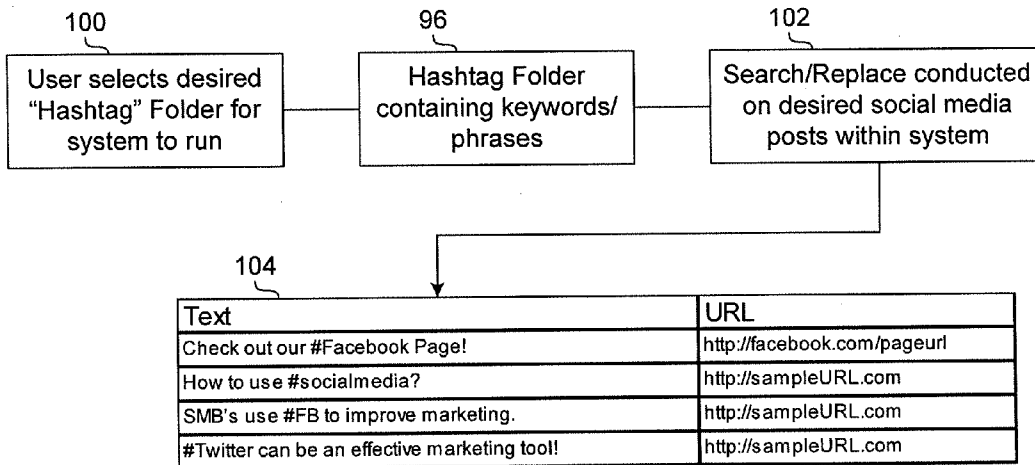 100
User selects desired
“Hashtag” Folder for
system to run
96
Hashtag Folder
containing keywords/
phrases
102
Search/Replace conducted
on desired social media
posts within system
104
Text URL
Check out our #Facebook Page! http://facebook.com/pageurl
How to use #socialmedia? http://sampleURL.com
SMB's use #FB to improve marketing. http://sampleURL.com
#Twitter can be an effective marketing tool! http://sampleURL.com